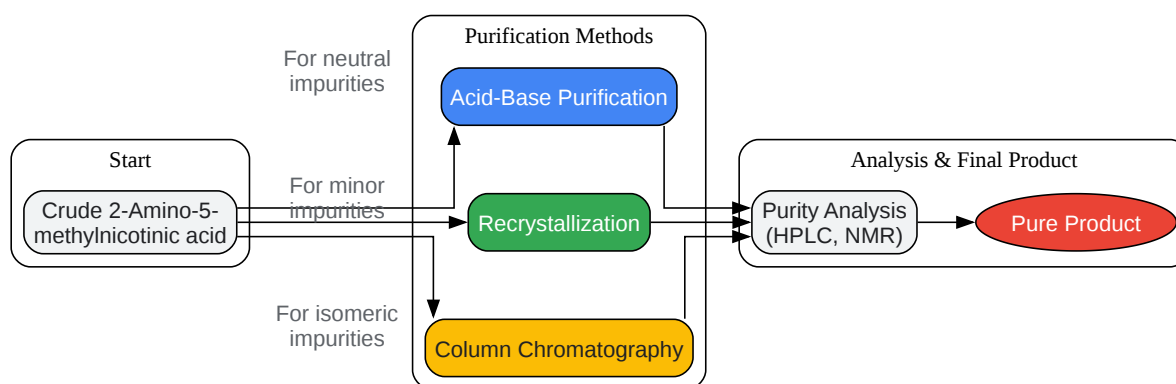 Purification Methods
For neutral
impurities
Acid-Base Purification
Start
Analysis & Final Product
Crude 2-Amino-5-
methylnicotinic acid
For minor
impurities
Recrystallization
Purity Analysis
(HPLC, NMR)
Pure Product
For isomeric
impurities
Column Chromatography